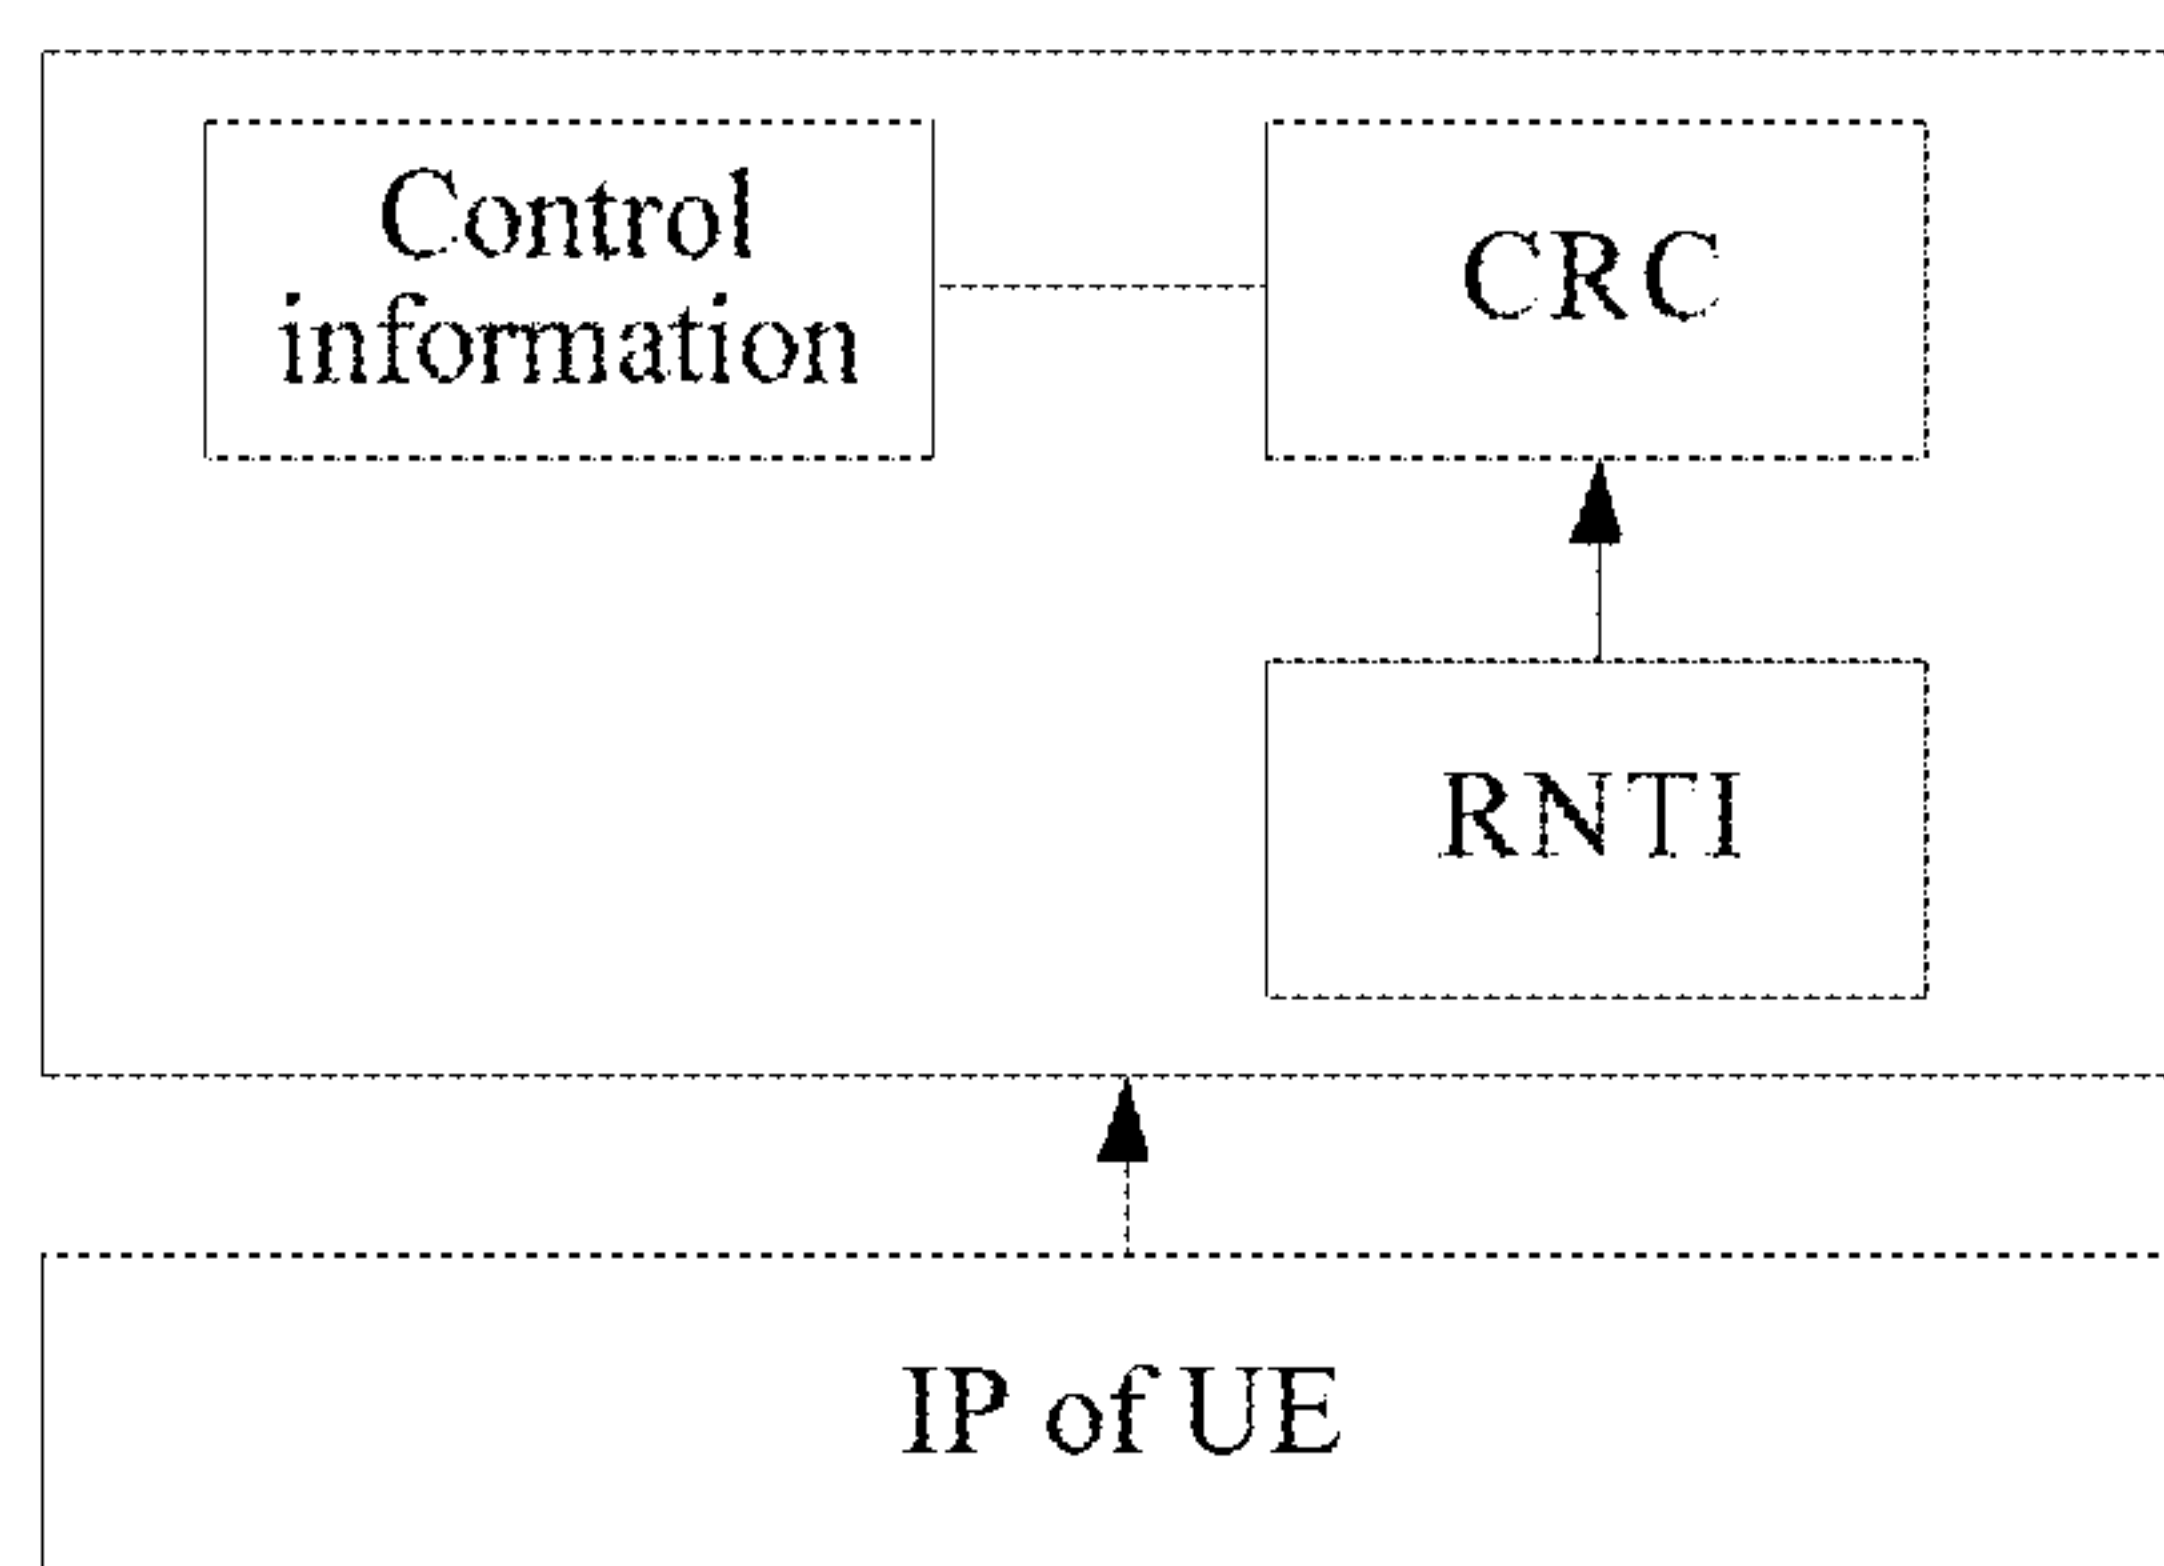 Control
information
CRC
RNTI
IP of UE